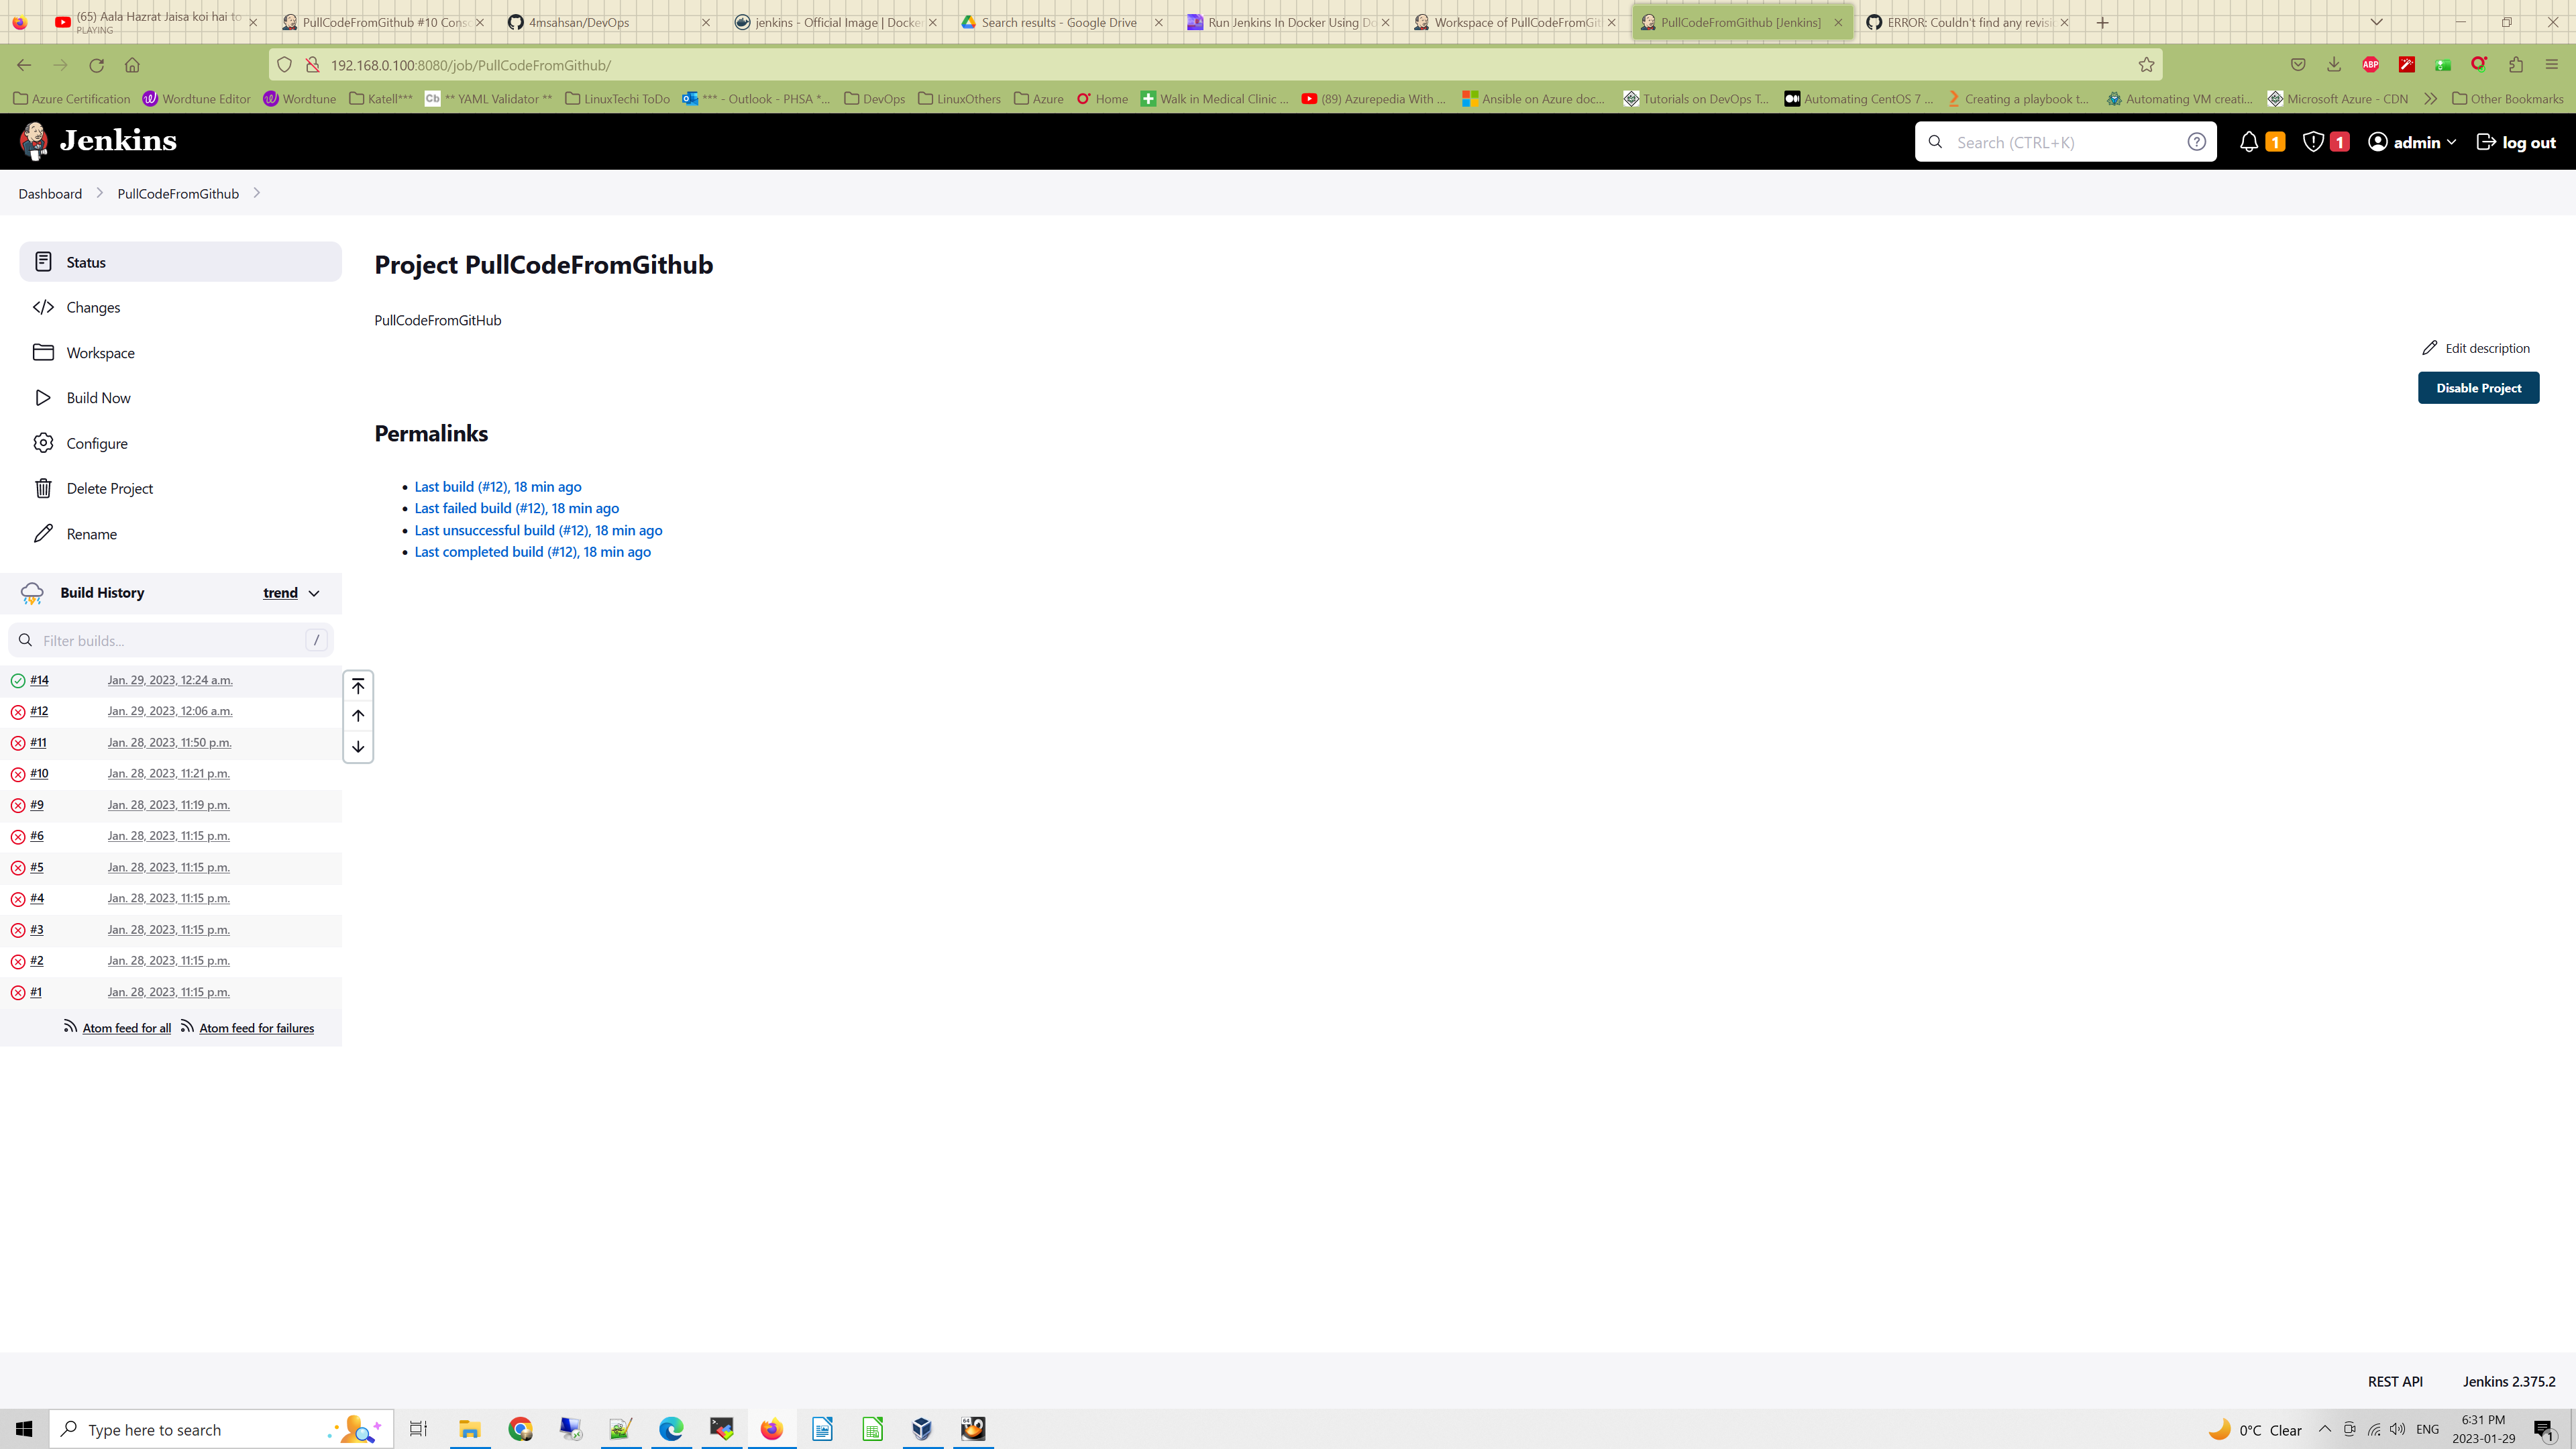 (65) Aala Hazrat Jaisa koi hai to
PLAYING
PullCodeFromGithub #10 Conso
4msahsan/DevOps
jenkins - Official Image | Docker
Search results - Google Drive
Run Jenkins In Docker Using Do
Workspace of PullCodeFromGit
PullCodeFromGithub [Jenkins]
ERROR: Couldn't find any revisi
192.168.0.100:8080/job/PullCodeFromGithub/
ABP
Azure Certification
Wordtune Editor
Wordtune
Katell***
Cb ** YAML Validator **
LinuxTechi ToDo
*** - Outlook - PHSA *...
DevOps
LinuxOthers
Azure
Home
Walk in Medical Clinic ...
(89) Azurepedia With ...
Ansible on Azure doc...
Tutorials on DevOps T...
Automating CentOS 7 ...
Creating a playbook t...
Automating VM creati...
Microsoft Azure - CDN
Other Bookmarks
Jenkins
Search (CTRL+K)
1
1
admin
log out
Dashboard
PullCodeFromGithub
Status
Changes
Workspace
Build Now
Configure
Delete Project
Rename
Project PullCodeFromGithub
PullCodeFromGitHub
Edit description
Disable Project
Permalinks
Last build (#12), 18 min ago
Last failed build (#12), 18 min ago
Last unsuccessful build (#12), 18 min ago
Last completed build (#12), 18 min ago
Build History trend
Filter builds... /
#14 Jan. 29, 2023, 12:24 a.m.
#12 Jan. 29, 2023, 12:06 a.m.
#11 Jan. 28, 2023, 11:50 p.m.
#10 Jan. 28, 2023, 11:21 p.m.
#9 Jan. 28, 2023, 11:19 p.m.
#6 Jan. 28, 2023, 11:15 p.m.
#5 Jan. 28, 2023, 11:15 p.m.
#4 Jan. 28, 2023, 11:15 p.m.
#3 Jan. 28, 2023, 11:15 p.m.
#2 Jan. 28, 2023, 11:15 p.m.
#1 Jan. 28, 2023, 11:15 p.m.
Atom feed for all Atom feed for failures
REST API Jenkins 2.375.2
Type here to search
0°C Clear
ENG
6:31 PM
2023-01-29
1